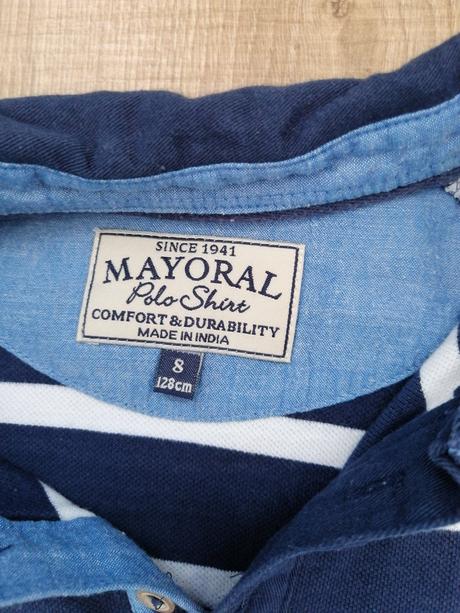 SINCE 1941
MAYORAL
Polo Shirt
COMFORT & DURABILITY
MADE IN INDIA
8
128cm